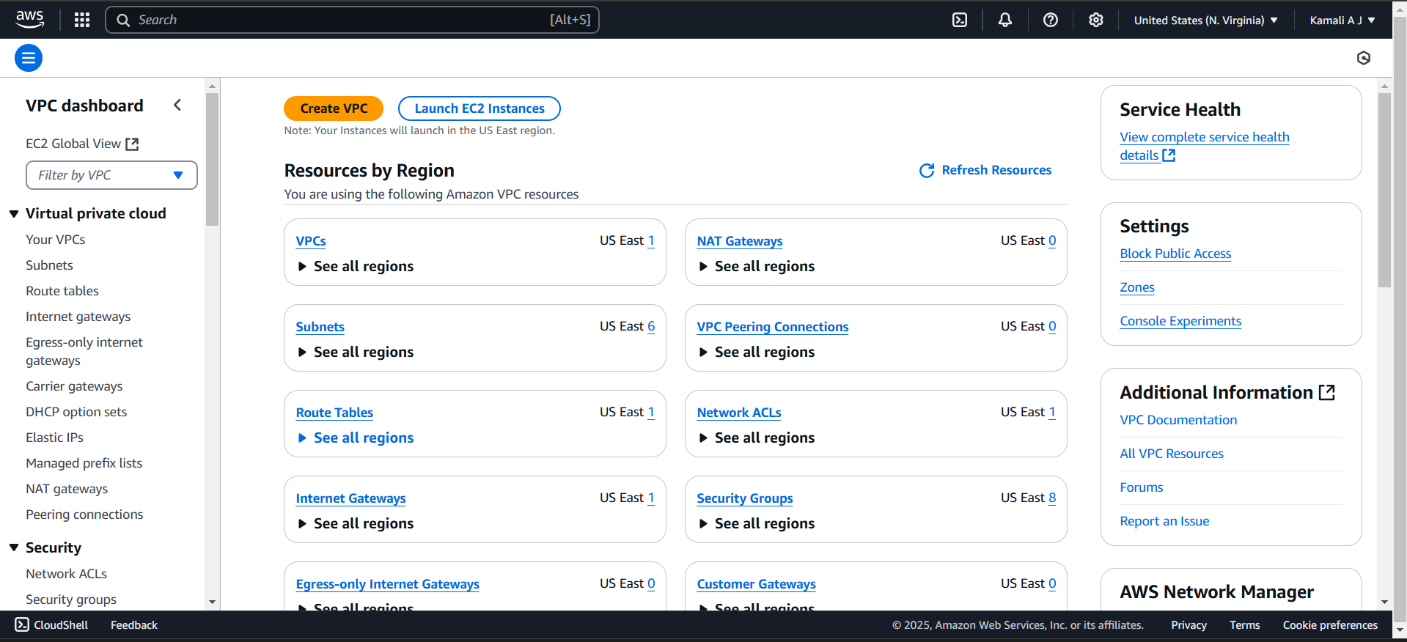 aws
Search [Alt+S]
United States (N. Virginia) ▼
Kamali A J ▼
VPC dashboard
EC2 Global View
Filter by VPC
Virtual private cloud
Your VPCs
Subnets
Route tables
Internet gateways
Egress-only internet
gateways
Carrier gateways
DHCP option sets
Elastic IPs
Managed prefix lists
NAT gateways
Peering connections
Security
Network ACLs
Security groups
Create VPC
Launch EC2 Instances
Note: Your Instances will launch in the US East region.
Resources by Region
Refresh Resources
You are using the following Amazon VPC resources
VPCs US East 1
See all regions
NAT Gateways US East 0
See all regions
Subnets US East 6
See all regions
VPC Peering Connections US East 0
See all regions
Route Tables US East 1
See all regions
Network ACLs US East 1
See all regions
Internet Gateways US East 1
See all regions
Security Groups US East 8
See all regions
Egress-only Internet Gateways US East 0
See all regions
Customer Gateways US East 0
See all regions
Service Health
View complete service health
details
Settings
Block Public Access
Zones
Console Experiments
Additional Information
VPC Documentation
All VPC Resources
Forums
Report an Issue
AWS Network Manager
CloudShell Feedback
© 2025, Amazon Web Services, Inc. or its affiliates. Privacy Terms Cookie preferences